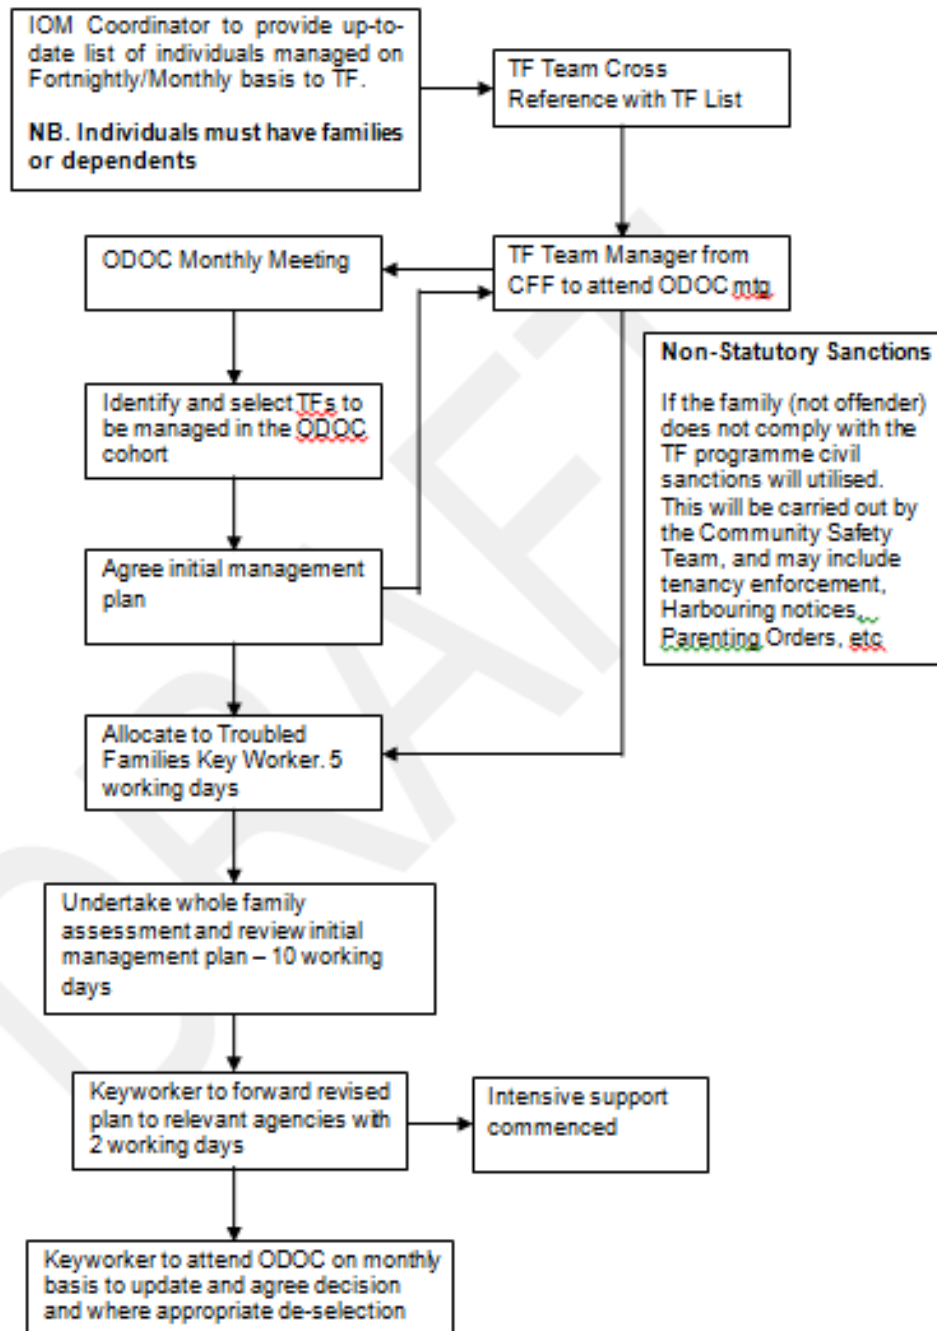 IOM Coordinator to provide up-to-
date list of individuals managed on
Fortnightly/Monthly basis to TF.
NB. Individuals must have families
or dependents
TF Team Cross
Reference with TF List
ODOC Monthly Meeting
TF Team Manager from
CFF to attend ODOC mtg
Non-Statutory Sanctions
If the family (not offender)
does not comply with the
TF programme civil
sanctions will utilised.
This will be carried out by
the Community Safety
Team, and may include
tenancy enforcement,
Harbouring notices,
Parenting Orders, etc
Identify and select TFs to
be managed in the ODOC
cohort
Agree initial management
plan
Allocate to Troubled
Families Key Worker. 5
working days
Undertake whole family
assessment and review initial
management plan – 10 working
days
Keyworker to forward revised
plan to relevant agencies with
2 working days
Intensive support
commenced
Keyworker to attend ODOC on monthly
basis to update and agree decision
and where appropriate de-selection
DRAFT